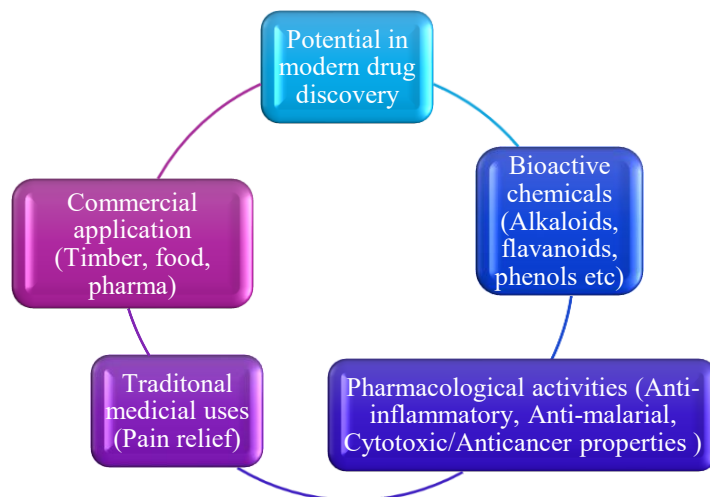 Potential in
modern drug
discovery
Bioactive
chemicals
(Alkaloids,
flavanoids,
phenols etc)
Pharmacological activities (Anti-
inflammatory, Anti-malarial,
Cytotoxic/Anticancer properties )
Traditonal
medicial uses
(Pain relief)
Commercial
application
(Timber, food,
pharma)